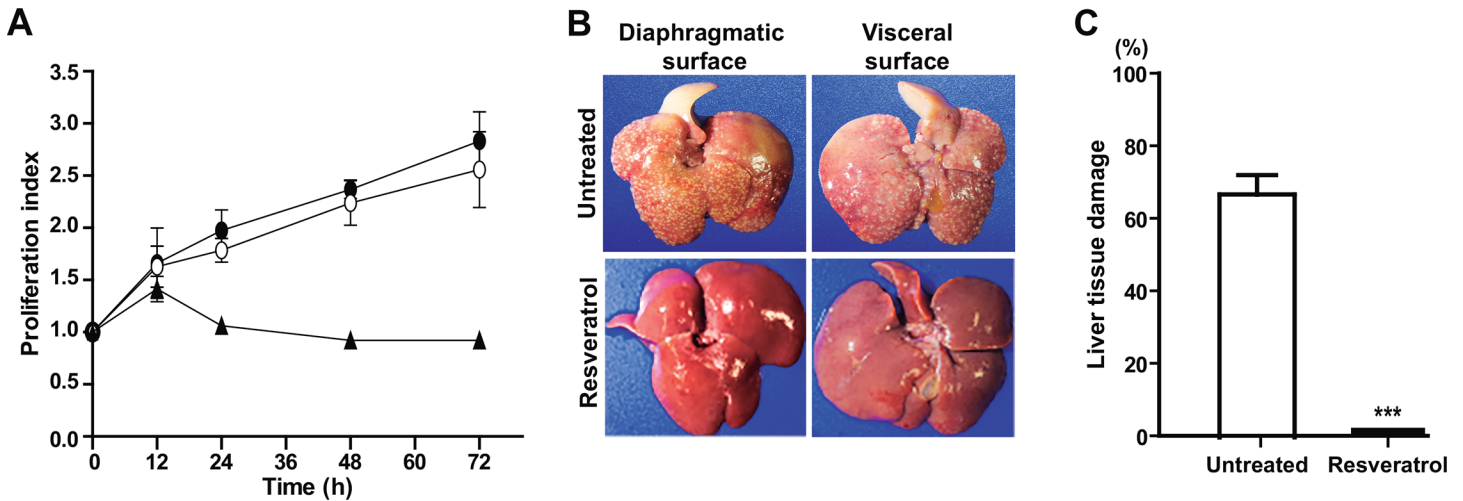 A
Proliferation index
3.5
3.0
2.5
2.0
1.5
1.0
0.5
0.0
0 12 24 36 48 60 72
Time (h)
B
Diaphragmatic
surface
Visceral
surface
Untreated
Resveratrol
C
(%)
Liver tissue damage
100
80
60
40
20
0
***
Untreated Resveratrol